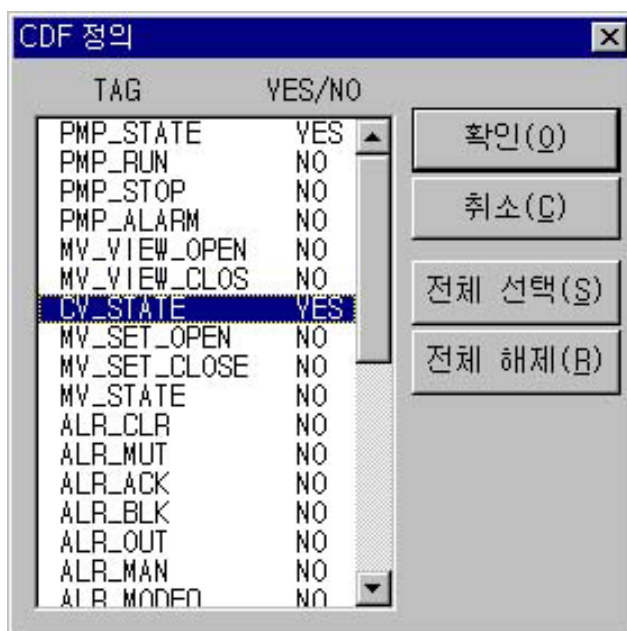 CDF 정의
TAG YES/NO
PMP_STATE YES
PMP_RUN NO
PMP_STOP NO
PMP_ALARM NO
MV_VIEW_OPEN NO
MV_VIEW_CLOS NO
CV_STATE YES
MV_SET_OPEN NO
MV_SET_CLOSE NO
MV_STATE NO
ALR_CLR NO
ALR_MUT NO
ALR_ACK NO
ALR_BLK NO
ALR_OUT NO
ALR_MAN NO
NO
확인(O)
취소(C)
전체 선택(S)
전체 해제(R)